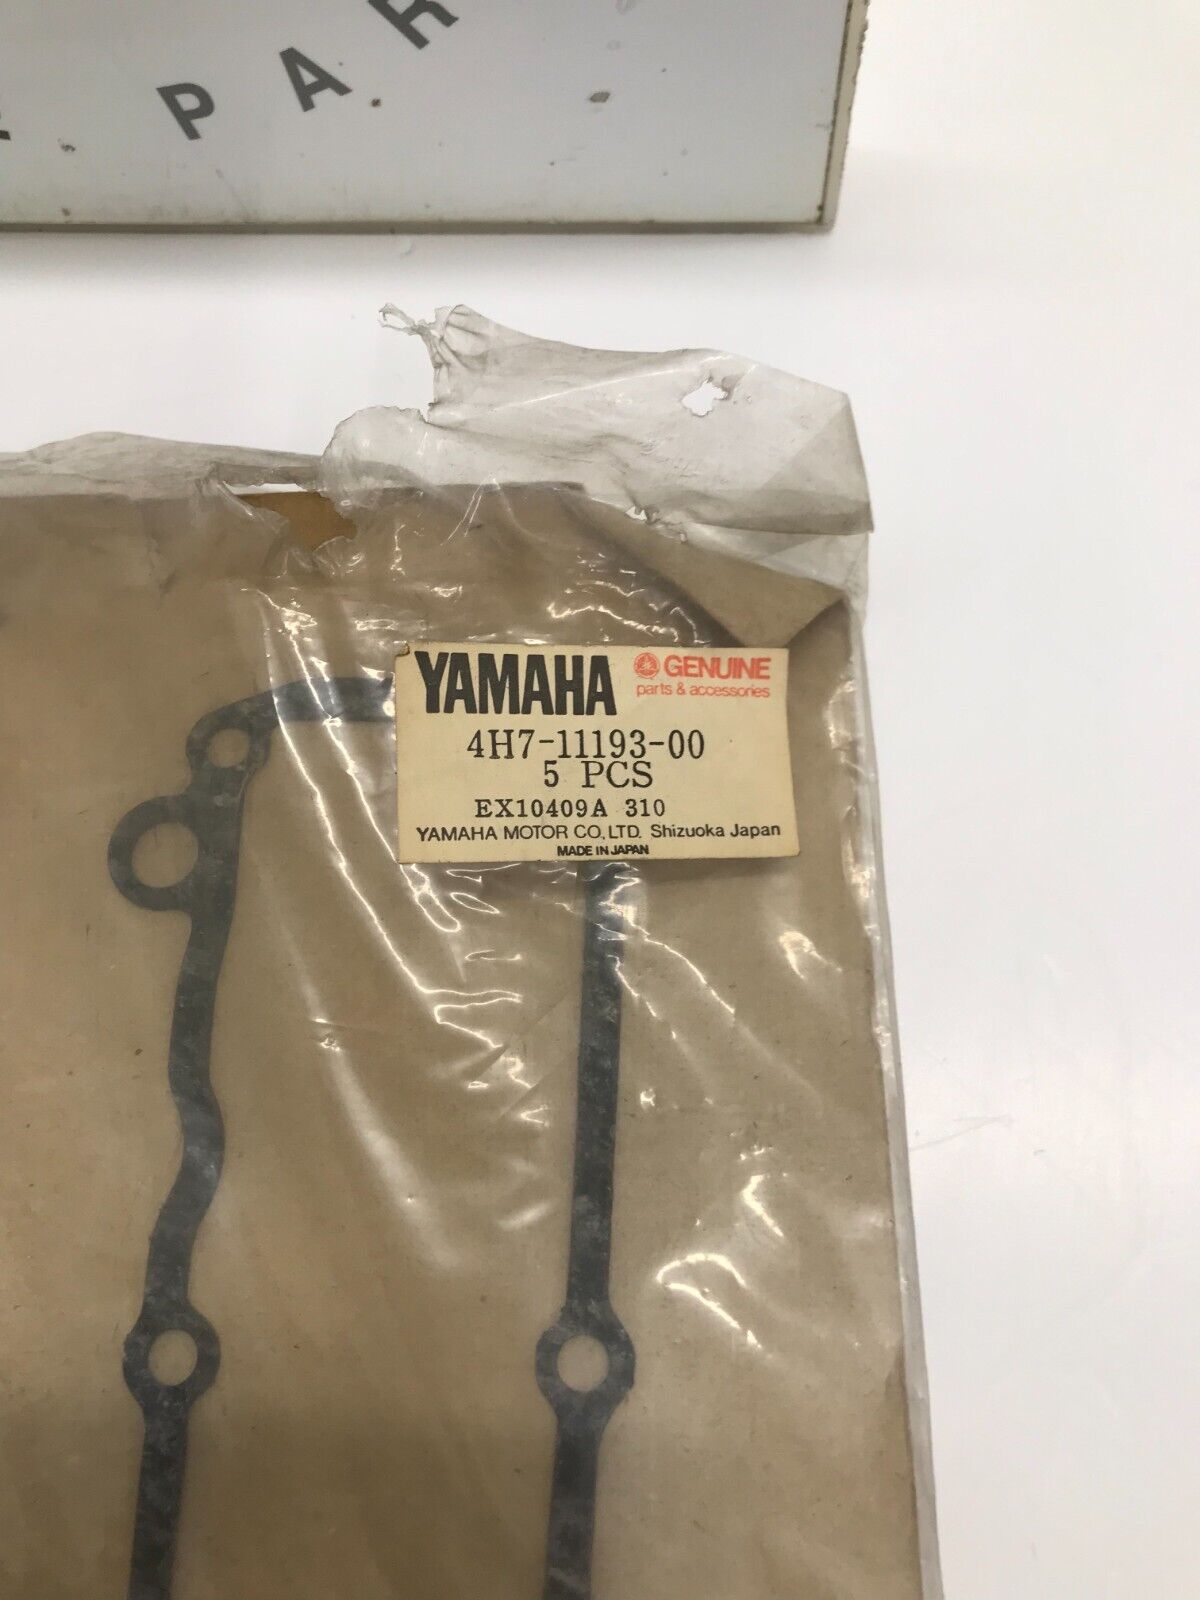 PAR
YAMAHA
GENUINE
parts & accessories
4H7-11193-00
5 PCS
EX10409A 310
YAMAHA MOTOR CO., LTD. Shizuoka Japan
MADE IN JAPAN